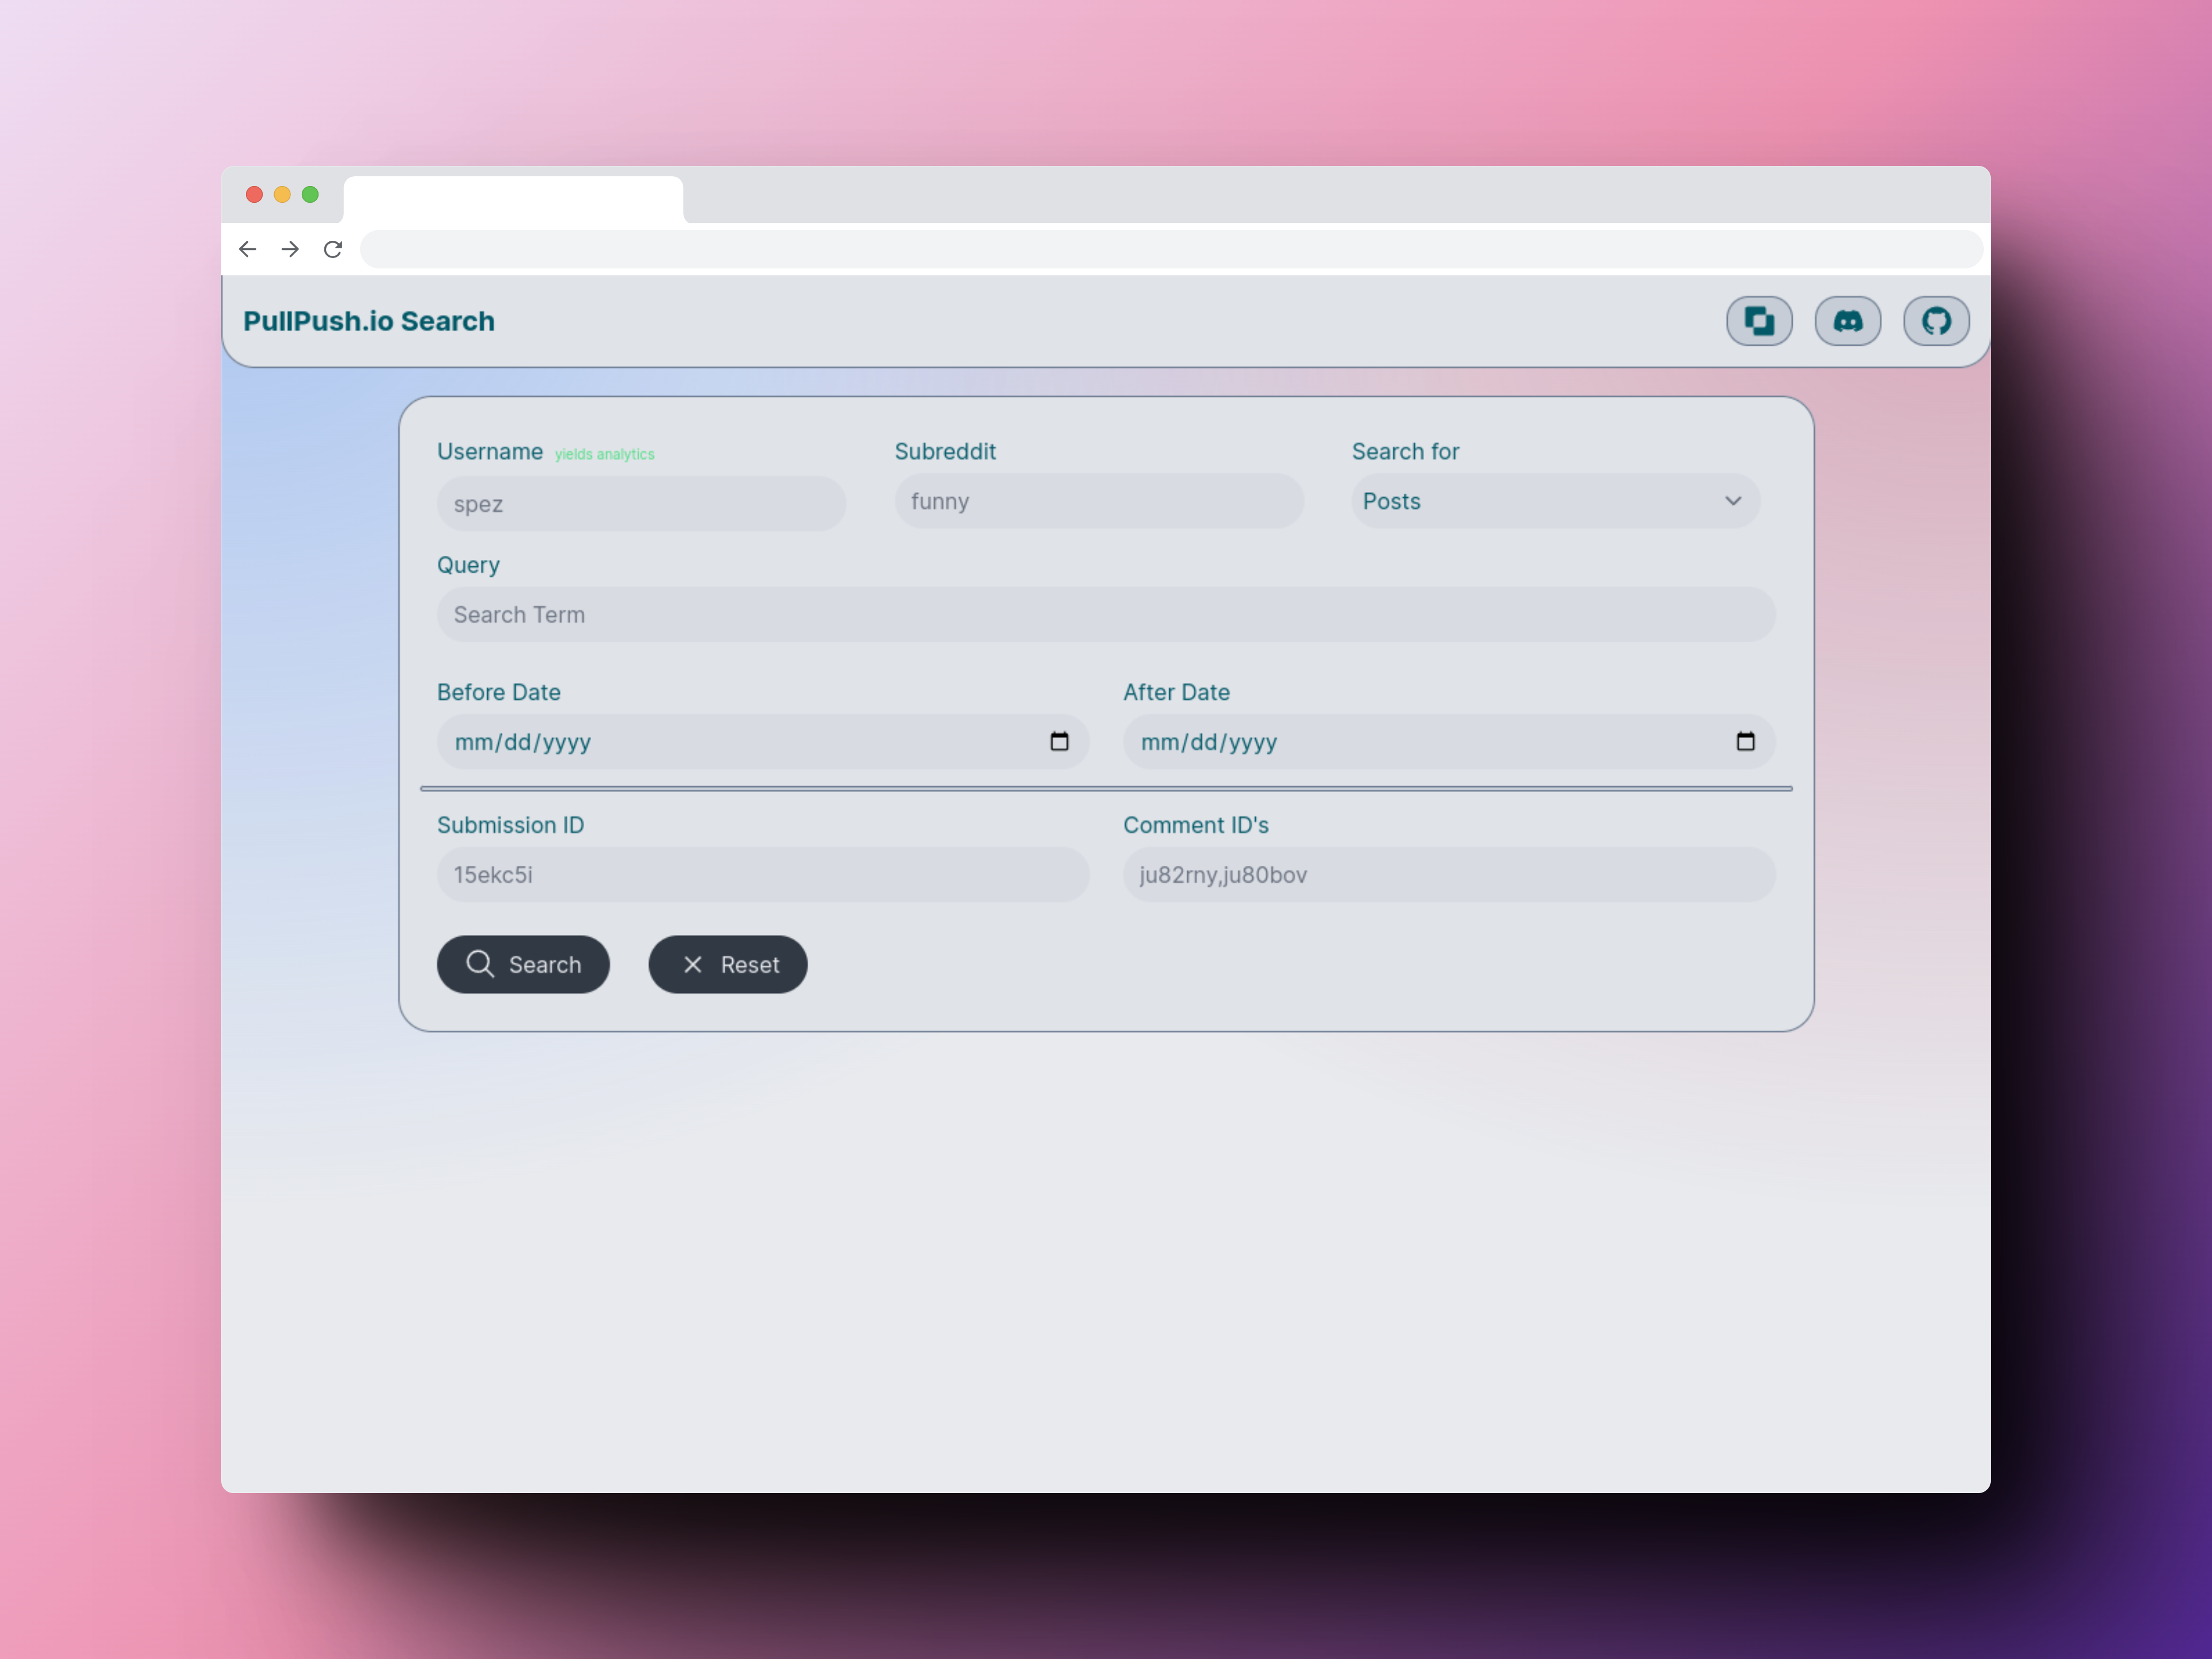 PullPush.io Search
Username yields analytics
Subreddit
Search for
spez
funny
Posts
Query
Search Term
Before Date
After Date
mm/dd/yyyy
mm/dd/yyyy
Submission ID
Comment ID's
15ekc5i
ju82rny,ju80bov
Search
Reset